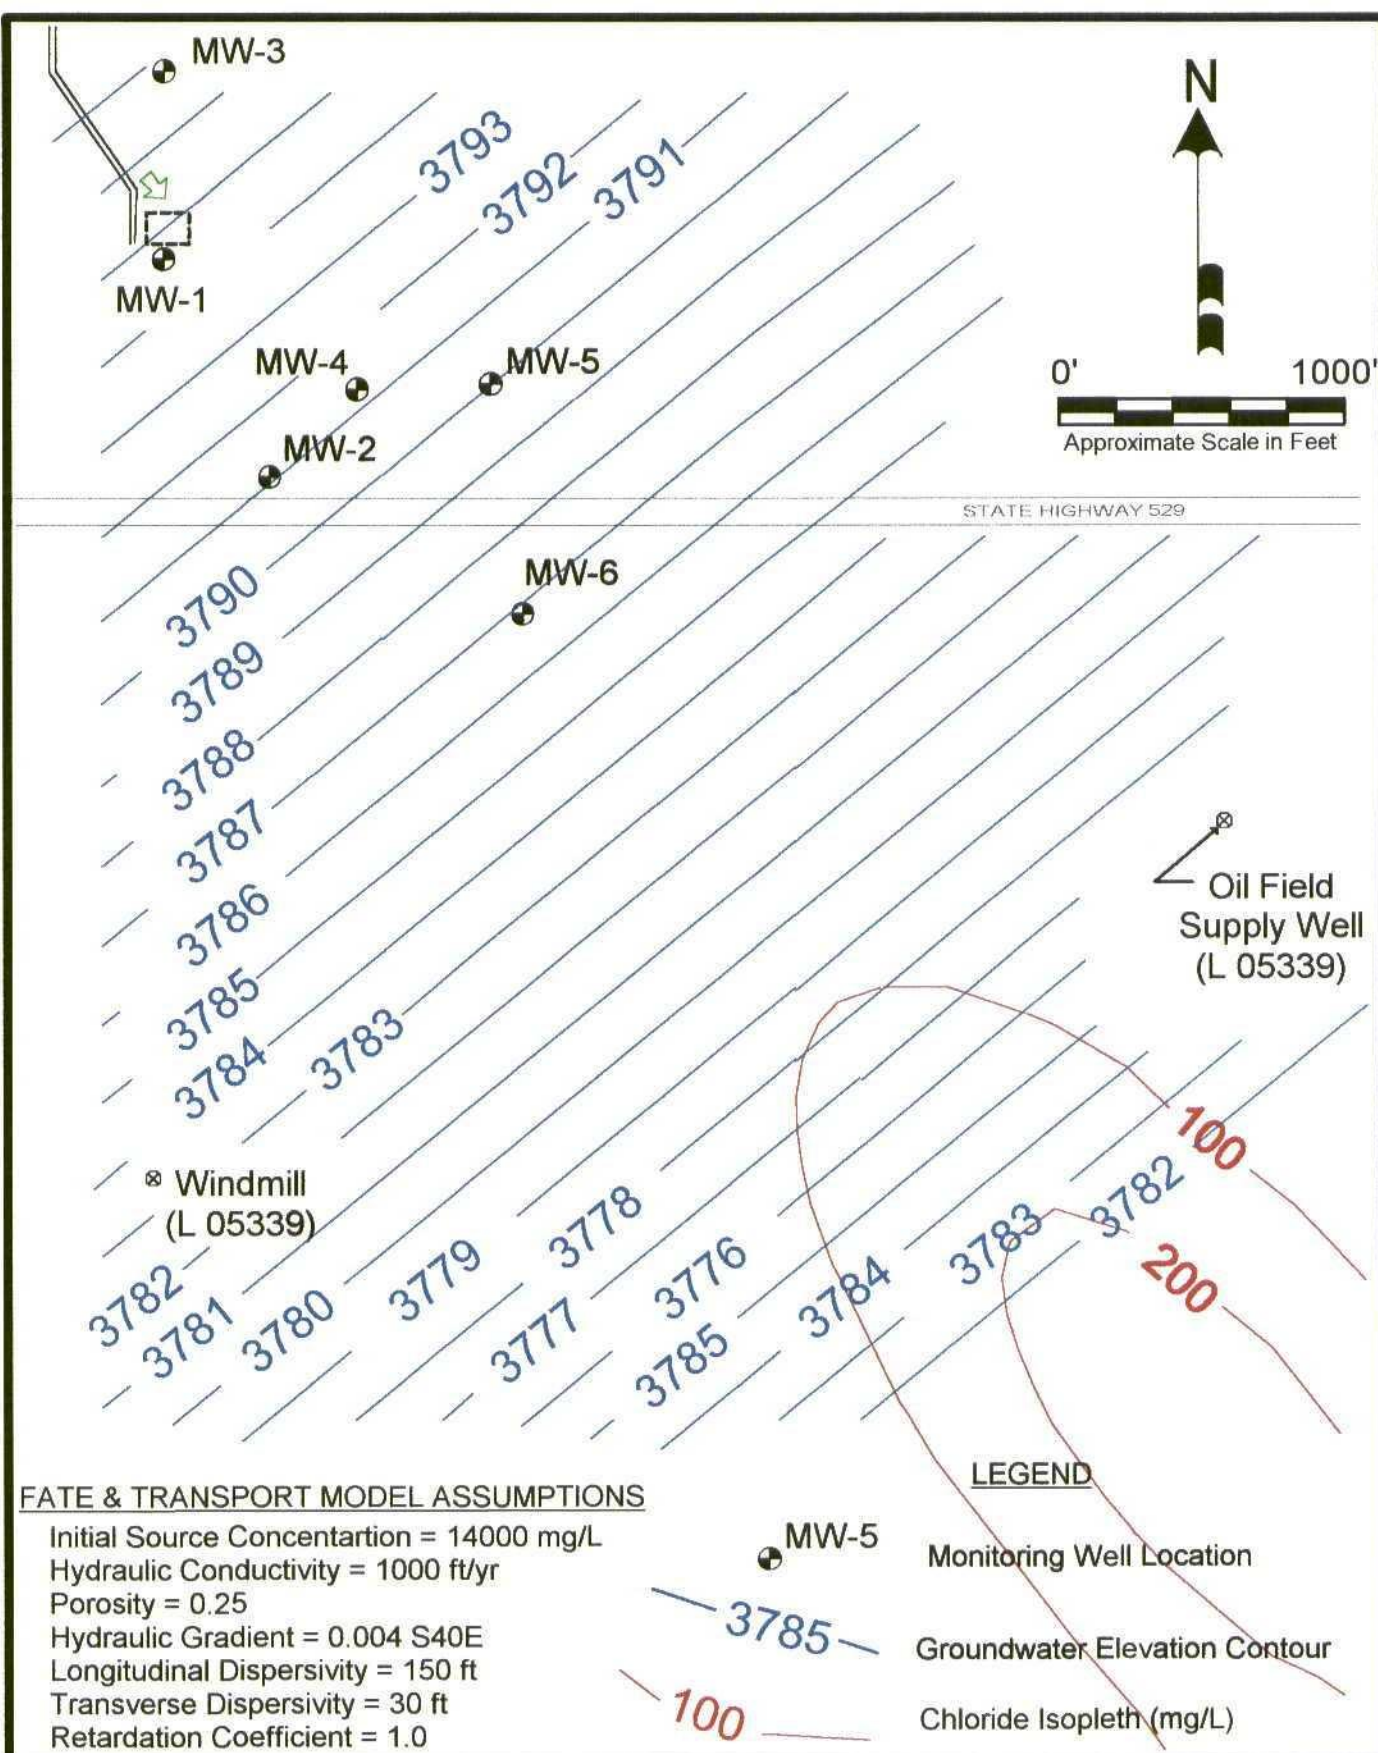 MW-3
N
3793
3792
3791
MW-1
MW-4
MW-5
0' 1000'
Approximate Scale in Feet
MW-2
STATE HIGHWAY 529
MW-6
3790
3789
3788
3787
3786
3785
3784
3783
Oil Field
Supply Well
(L 05339)
100
200
Windmill
(L 05339)
3782
3781
3780
3779
3778
3777
3776
3785
3784
3783
3782
FATE & TRANSPORT MODEL ASSUMPTIONS
Initial Source Concentartion = 14000 mg/L
Hydraulic Conductivity = 1000 ft/yr
Porosity = 0.25
Hydraulic Gradient = 0.004 S40E
Longitudinal Dispersivity = 150 ft
Transverse Dispersivity = 30 ft
Retardation Coefficient = 1.0
LEGEND
MW-5 Monitoring Well Location
3785 Groundwater Elevation Contour
100 Chloride Isopleth (mg/L)